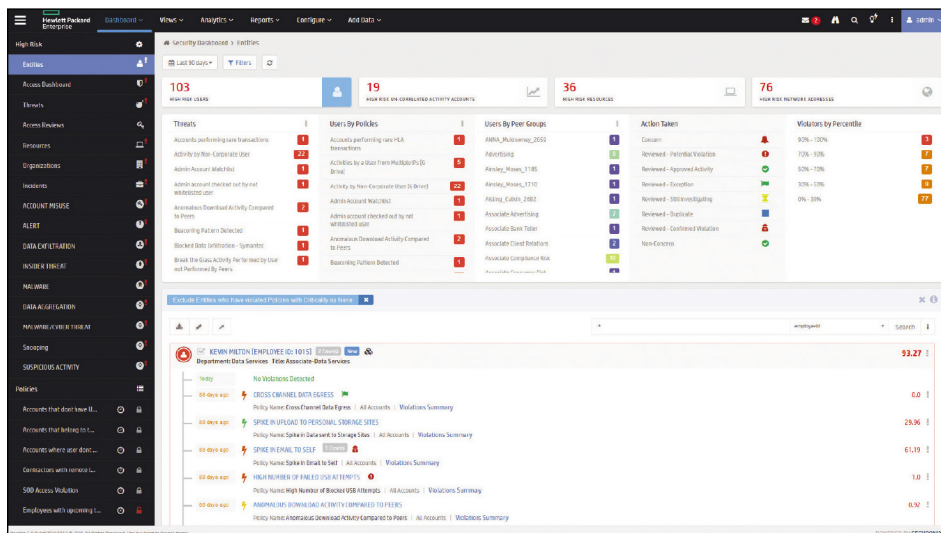 Hewlett Packard
Enterprise
Dashboard
Views
Analytics
Reports
Configure
Add Data
2
admin
High Risk
Entities
Access Dashboard
Threats
Access Reviews
Resources
Organizations
Incidents
ACCOUNT MISUSE
ALERT
DATA EXFILTRATION
INSIDER THREAT
MALWARE
DATA AGGREGATION
MALWARE/CYBER THREAT
Snooping
SUSPICIOUS ACTIVITY
Policies
Accounts that dont have U...
Accounts that belong to t...
Accounts where user dont ...
Contractors with remote l...
SOD Access Violation
Employees with upcoming t...
Security Dashboard > Entities
Last 90 days
Filters
103
HIGH RISK USERS
19
HIGH RISK UN-CORRELATED ACTIVITY ACCOUNTS
36
HIGH RISK RESOURCES
76
HIGH RISK NETWORK ADDRESSES
Threats
Accounts performing rare transactions 1
Activity by Non-Corporate User 22
Admin Account Watchlist 1
Admin account checked out by not
whitelisted user 1
Anomalous Download Activity Compared
to Peers 2
Beaconing Pattern Detected 1
Blocked Data Exfiltration - Symantec 1
Break the Glass Activity Performed by User
not Performed By Peers 1
Users By Policies
Accounts performing rare HLA
transactions 1
Activities by a User from Multiple IPs [G
Drive] 5
Activity by Non-Corporate User [G Drive] 22
Admin Account Watchlist 1
Admin account checked out by not
whitelisted user 1
Anomalous Download Activity Compared
to Peers 2
Beaconing Pattern Detected 1
Users By Peer Groups
Advertising
Ainsley_Moses_1185 1
Ainsley_Moses_1710 1
Associate Advertising 2
Associate Bank Teller 1
Associate Client Relations 2
Associate Compliance Risk
Action Taken
Concern
Reviewed - Potential Violation
Reviewed - Approved Activity
Reviewed - Exception
Reviewed - Still Investigating
Reviewed - Duplicate
Reviewed - Confirmed Violation
Non-Concern
Violators by Percentile
90% - 100% 3
70% - 90% 7
50% - 70% 7
30% - 50%
0% - 30% 77
Exclude Entities who have violated Policies with Criticality as None
employeeid
Search
KEVIN MILTON [EMPLOYEE ID: 1015] New 93.27
Department: Data Services Title: Associate-Data Services
Today No Violations Detected
days ago CROSS CHANNEL DATA EGRESS 0.0
Policy Name: Cross Channel Data Egress | All Accounts | Violations Summary
days ago SPIKE IN UPLOAD TO PERSONAL STORAGE SITES 29.96
Policy Name: Spike in Data sent to Storage Sites | All Accounts | Violations Summary
days ago SPIKE IN EMAIL TO SELF 61.19
Policy Name: Spike in Email to Self | All Accounts | Violations Summary
days ago HIGH NUMBER OF FAILED USB ATTEMPTS 1.0
Policy Name: High Number of Blocked USB Attempts | All Accounts | Violations Summary
days ago ANOMALOUS DOWNLOAD ACTIVITY COMPARED TO PEERS 0.92
Policy Name: Anomalous Download Activity Compared to Peers | All Accounts | Violations Summary